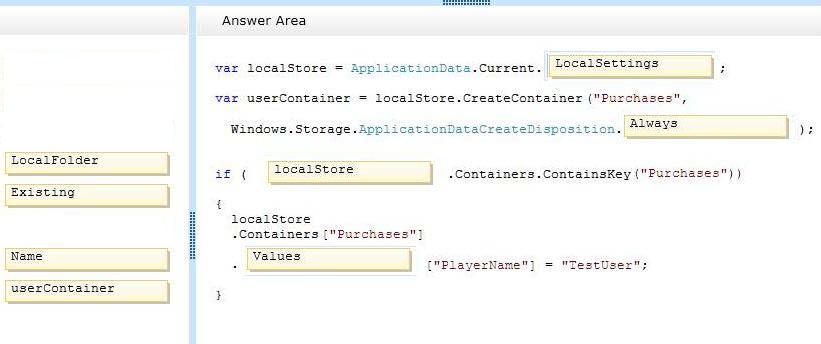 Answer Area
var localStore = ApplicationData.Current. LocalSettings ;
var userContainer = localStore.CreateContainer("Purchases",
Windows.Storage.ApplicationDataCreateDisposition. Always );
LocalFolder
if ( localStore .Containers.ContainsKey("Purchases"))
Existing
{
localStore
.Containers["Purchases"]
Name
. Values ["PlayerName"] = "TestUser";
userContainer
}